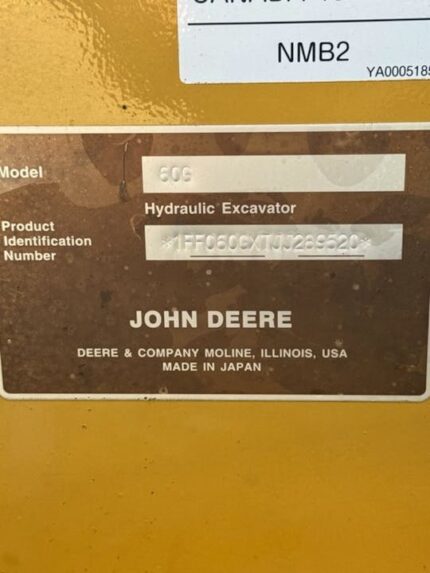 NMB2
YA0005185
Model 60G
Hydraulic Excavator
Product
Identification
Number
*1FF060GXTJJ289520*
JOHN DEERE
DEERE & COMPANY MOLINE, ILLINOIS, USA
MADE IN JAPAN